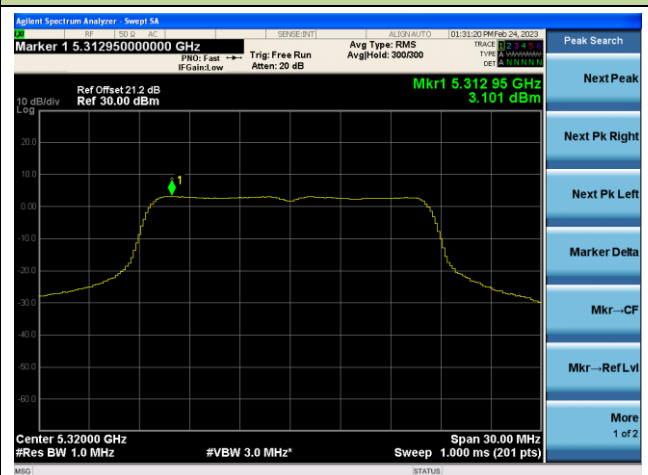 Agilent Spectrum Analyzer - Swept SA
RF 50 Ω AC SENSE:INT ALIGN AUTO 01:31:20 PM Feb 24, 2023
Marker 1 5.312950000000 GHz
PNO: Fast
IFGain:Low
Trig: Free Run
Atten: 20 dB
Avg Type: RMS
Avg|Hold: 300/300
TRACE 1 2 3 4 5 6
TYPE A WWWWW
DET A N N N N N
Peak Search
Mkr1 5.312 95 GHz
3.101 dBm
Ref Offset 21.2 dB
10 dB/div Ref 30.00 dBm
Log
20.0
10.0
0.00
-10.0
-20.0
-30.0
-40.0
-50.0
-60.0
1
Center 5.32000 GHz Span 30.00 MHz
#Res BW 1.0 MHz #VBW 3.0 MHz* Sweep 1.000 ms (201 pts)
MSG STATUS
Next Peak
Next Pk Right
Next Pk Left
Marker Delta
Mkr→CF
Mkr→Ref Lvl
More
1 of 2